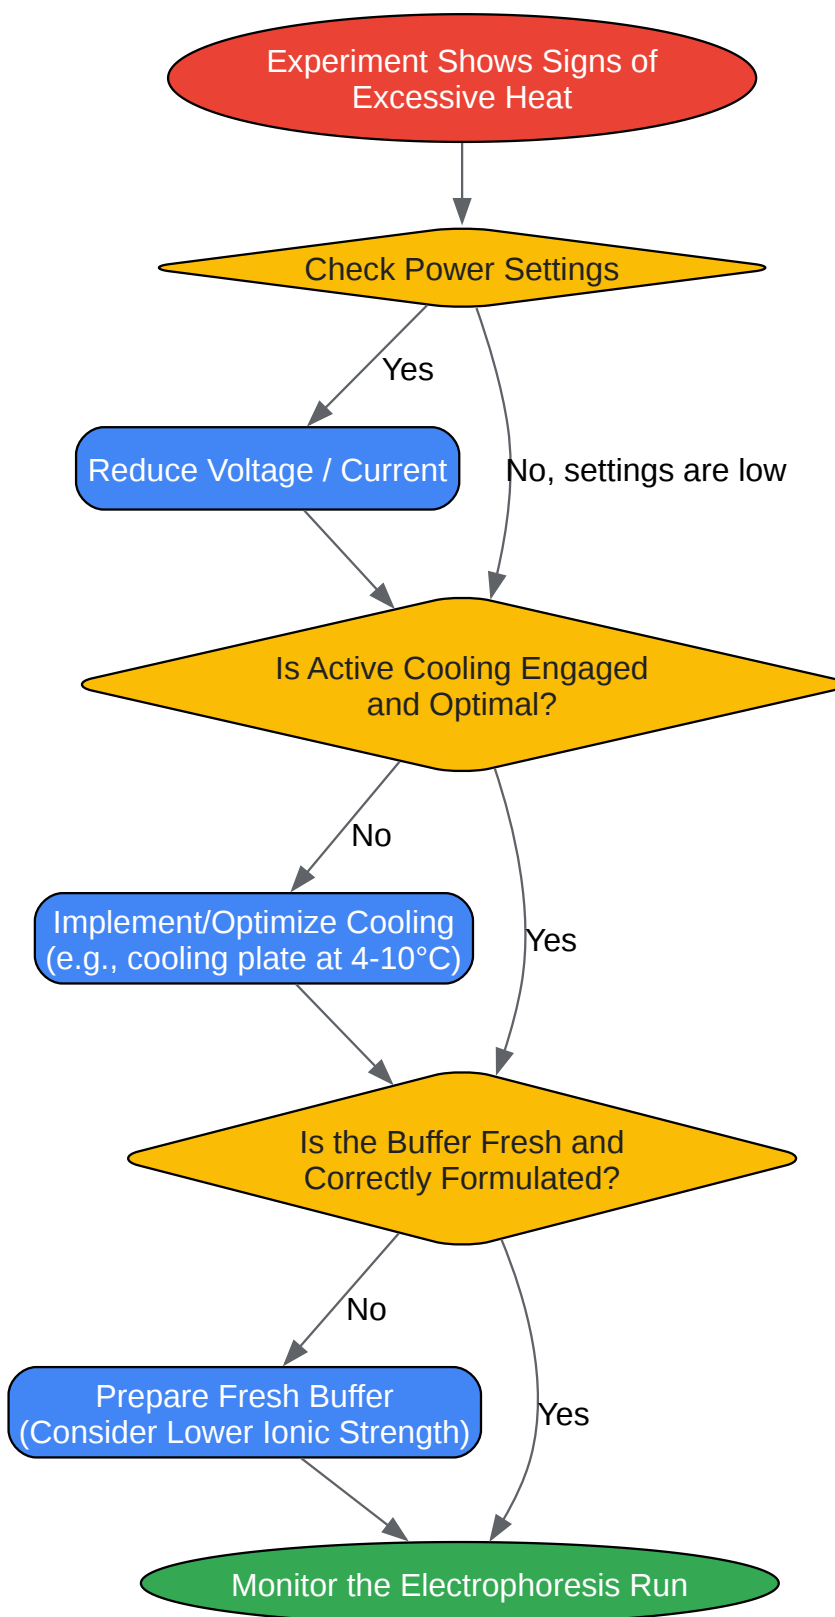 Experiment Shows Signs of
Excessive Heat
Check Power Settings
Yes
Reduce Voltage / Current
No, settings are low
Is Active Cooling Engaged
and Optimal?
No
Implement/Optimize Cooling
(e.g., cooling plate at 4-10°C)
Yes
Is the Buffer Fresh and
Correctly Formulated?
No
Prepare Fresh Buffer
(Consider Lower Ionic Strength)
Yes
Monitor the Electrophoresis Run